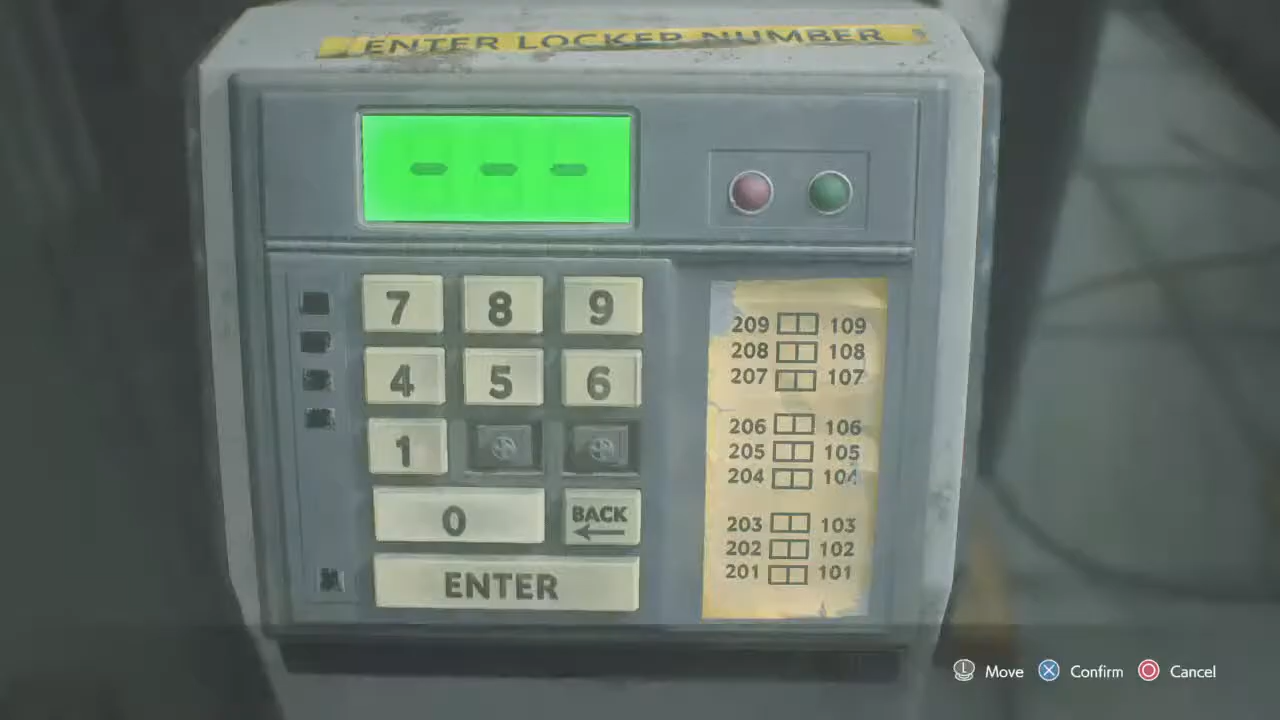 ENTER LOCKER NUMBER
- - -
7 8 9
4 5 6
1
0 BACK
ENTER
209 109
208 108
207 107
206 106
205 105
204 104
203 103
202 102
201 101
L Move Confirm Cancel